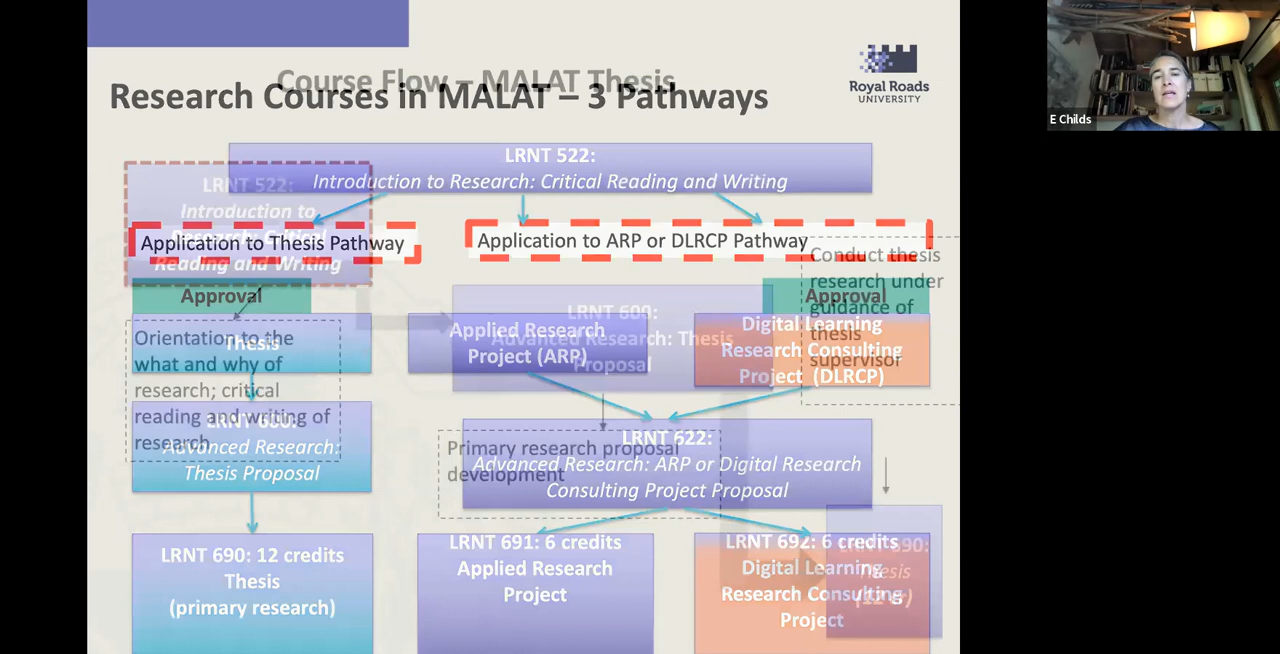 Course Flow – MALAT Thesis
Research Courses in MALAT – 3 Pathways
Royal Roads
UNIVERSITY
E Childs
LRNT 522:
Introduction to Research: Critical Reading and Writing
LRNT 522:
Introduction to
Research: Critical
Reading and Writing
Application to Thesis Pathway
Application to ARP or DLRCP Pathway
Conduct thesis
research under
guidance of
thesis
supervisor
Approval
Approval
Orientation to the
what and why of
research; critical
reading and writing of
research
Thesis
Applied Research
Project (ARP)
LRNT 600:
Advanced Research: Thesis
Proposal
Digital Learning
Research Consulting
Project (DLRCP)
LRNT 600:
Advanced Research:
Thesis Proposal
Primary research proposal
development
LRNT 622:
Advanced Research: ARP or Digital Research
Consulting Project Proposal
LRNT 690: 12 credits
Thesis
(primary research)
LRNT 691: 6 credits
Applied Research
Project
LRNT 692: 6 credits
Digital Learning
Research Consulting
Project
LRNT 690:
Thesis
(12 cr)